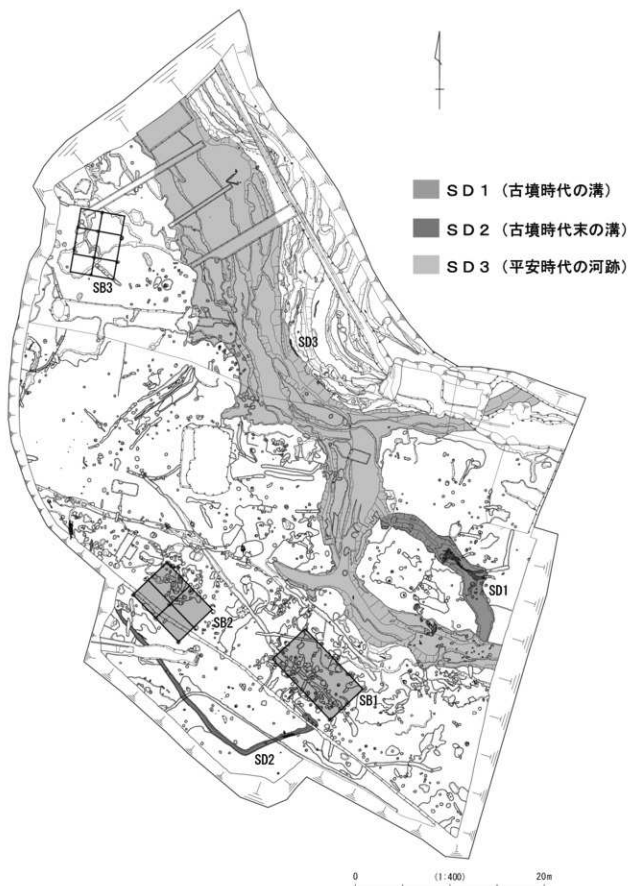 SD1（古墳時代の溝）
SD2（古墳時代末の溝）
SD3（平安時代の河跡）
SB3
SD3
SD1
SB2
SB1
SD2
0 (1:400) 20m